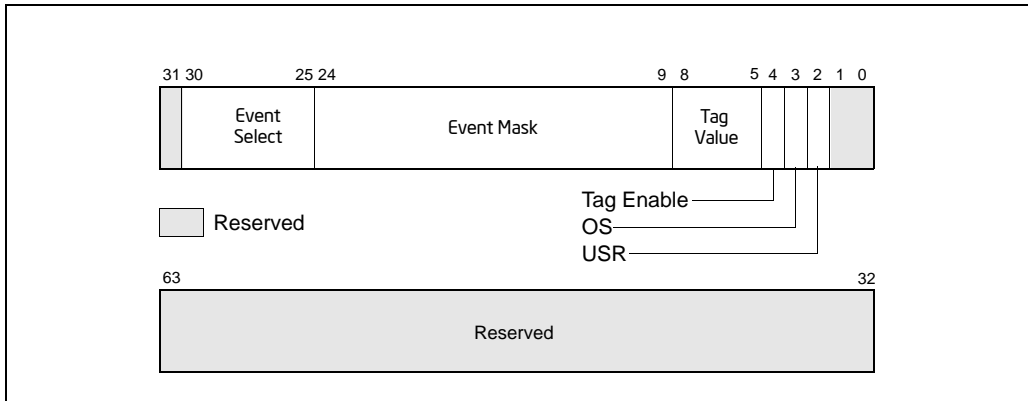 31 30 25 24 9 8 5 4 3 2 1 0
Event
Select
Event Mask
Tag
Value
Tag Enable
OS
USR
Reserved
63 32
Reserved